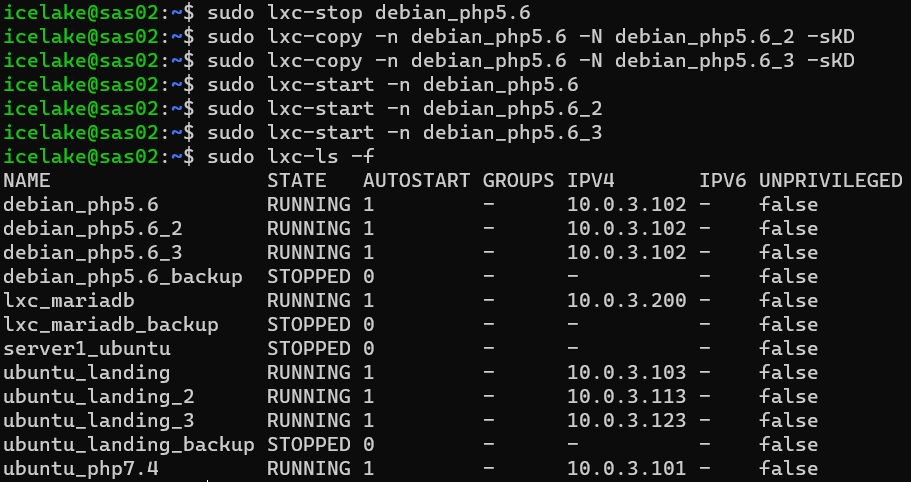 icelake@sas02:~$ sudo lxc-stop debian_php5.6
icelake@sas02:~$ sudo lxc-copy -n debian_php5.6 -N debian_php5.6_2 -sKD
icelake@sas02:~$ sudo lxc-copy -n debian_php5.6 -N debian_php5.6_3 -sKD
icelake@sas02:~$ sudo lxc-start -n debian_php5.6
icelake@sas02:~$ sudo lxc-start -n debian_php5.6_2
icelake@sas02:~$ sudo lxc-start -n debian_php5.6_3
icelake@sas02:~$ sudo lxc-ls -f
NAME                  STATE   AUTOSTART GROUPS IPV4       IPV6 UNPRIVILEGED
debian_php5.6         RUNNING 1         -      10.0.3.102 -    false
debian_php5.6_2       RUNNING 1         -      10.0.3.102 -    false
debian_php5.6_3       RUNNING 1         -      10.0.3.102 -    false
debian_php5.6_backup  STOPPED 0         -      -          -    false
lxc_mariadb           RUNNING 1         -      10.0.3.200 -    false
lxc_mariadb_backup    STOPPED 0         -      -          -    false
server1_ubuntu        STOPPED 0         -      -          -    false
ubuntu_landing        RUNNING 1         -      10.0.3.103 -    false
ubuntu_landing_2      RUNNING 1         -      10.0.3.113 -    false
ubuntu_landing_3      RUNNING 1         -      10.0.3.123 -    false
ubuntu_landing_backup STOPPED 0         -      -          -    false
ubuntu_php7.4         RUNNING 1         -      10.0.3.101 -    false